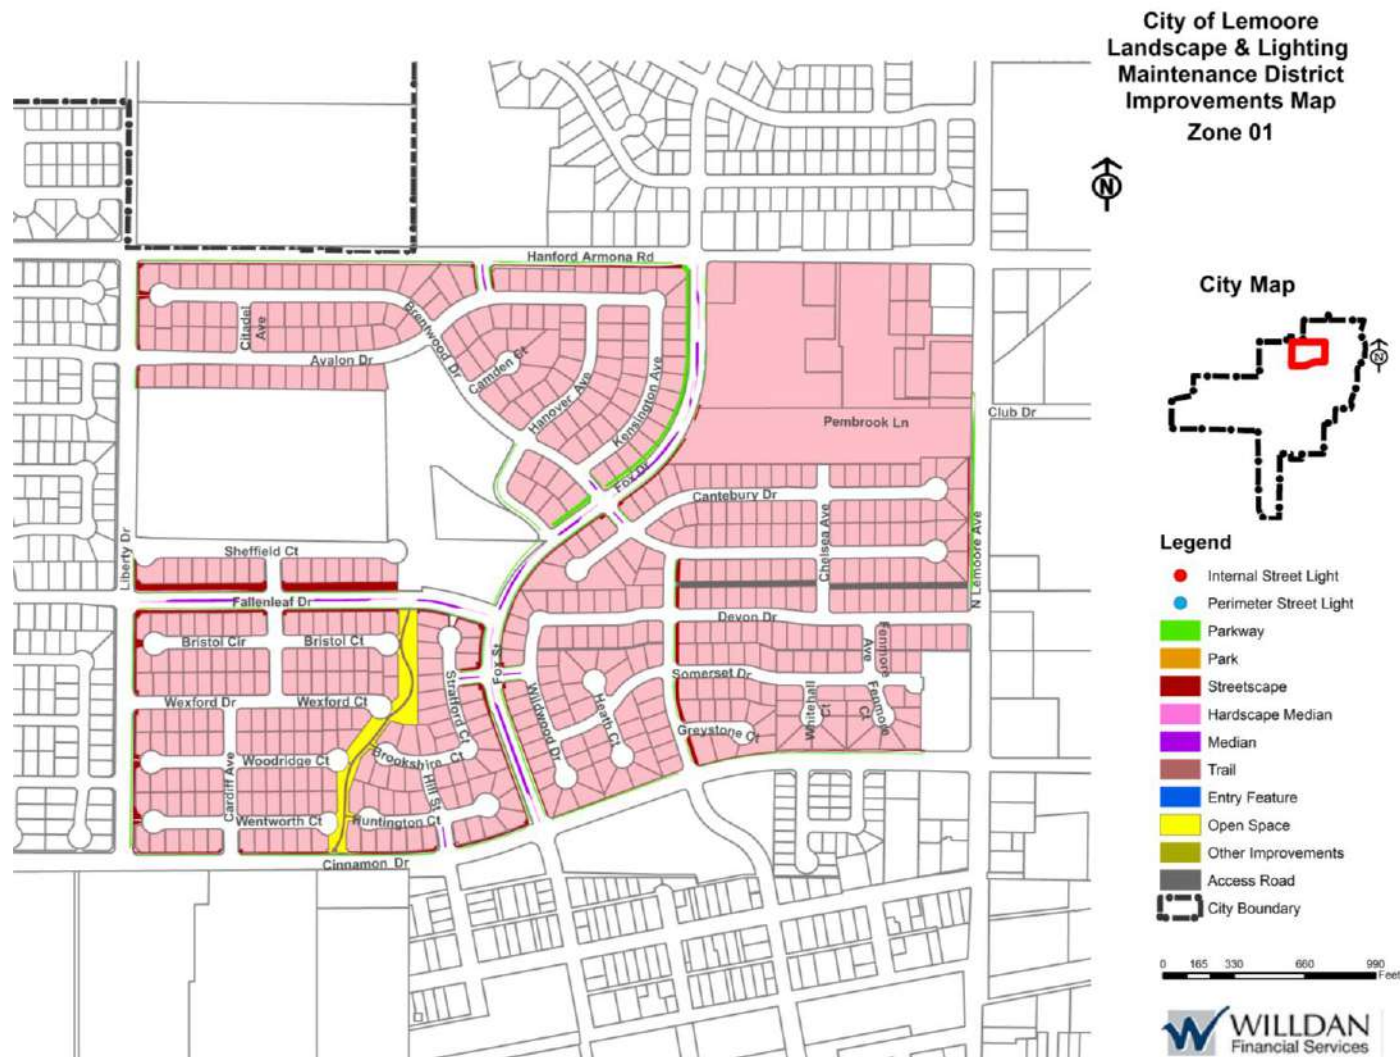 City of Lemoore
Landscape & Lighting
Maintenance District
Improvements Map
Zone 01
N
City Map
N
Hanford Armona Rd
Citadel
Ave
Avalon Dr
Brentwood Dr
Camden Ct
Hanover Ave
Kensington Ave
Fox Dr
Pembrook Ln
Club Dr
Cantebury Dr
Chelsea Ave
N Lemoore Ave
Liberty Dr
Sheffield Ct
Fallenleaf Dr
Devon Dr
Bristol Cir
Bristol Ct
Fenmore
Ave
Fox St
Strafford Ct
Wexford Dr
Wexford Ct
Wildwood Dr
Heath Ct
Somerset Dr
Whitehall
Ct
Fenmore
Ct
Greystone Ct
Woodridge Ct
Brookshire Ct
Cardiff Ave
Hill St
Wentworth Ct
Huntington Ct
Cinnamon Dr
Legend
Internal Street Light
Perimeter Street Light
Parkway
Park
Streetscape
Hardscape Median
Median
Trail
Entry Feature
Open Space
Other Improvements
Access Road
City Boundary
0 165 330 660 990
Feet
WILLDAN
Financial Services